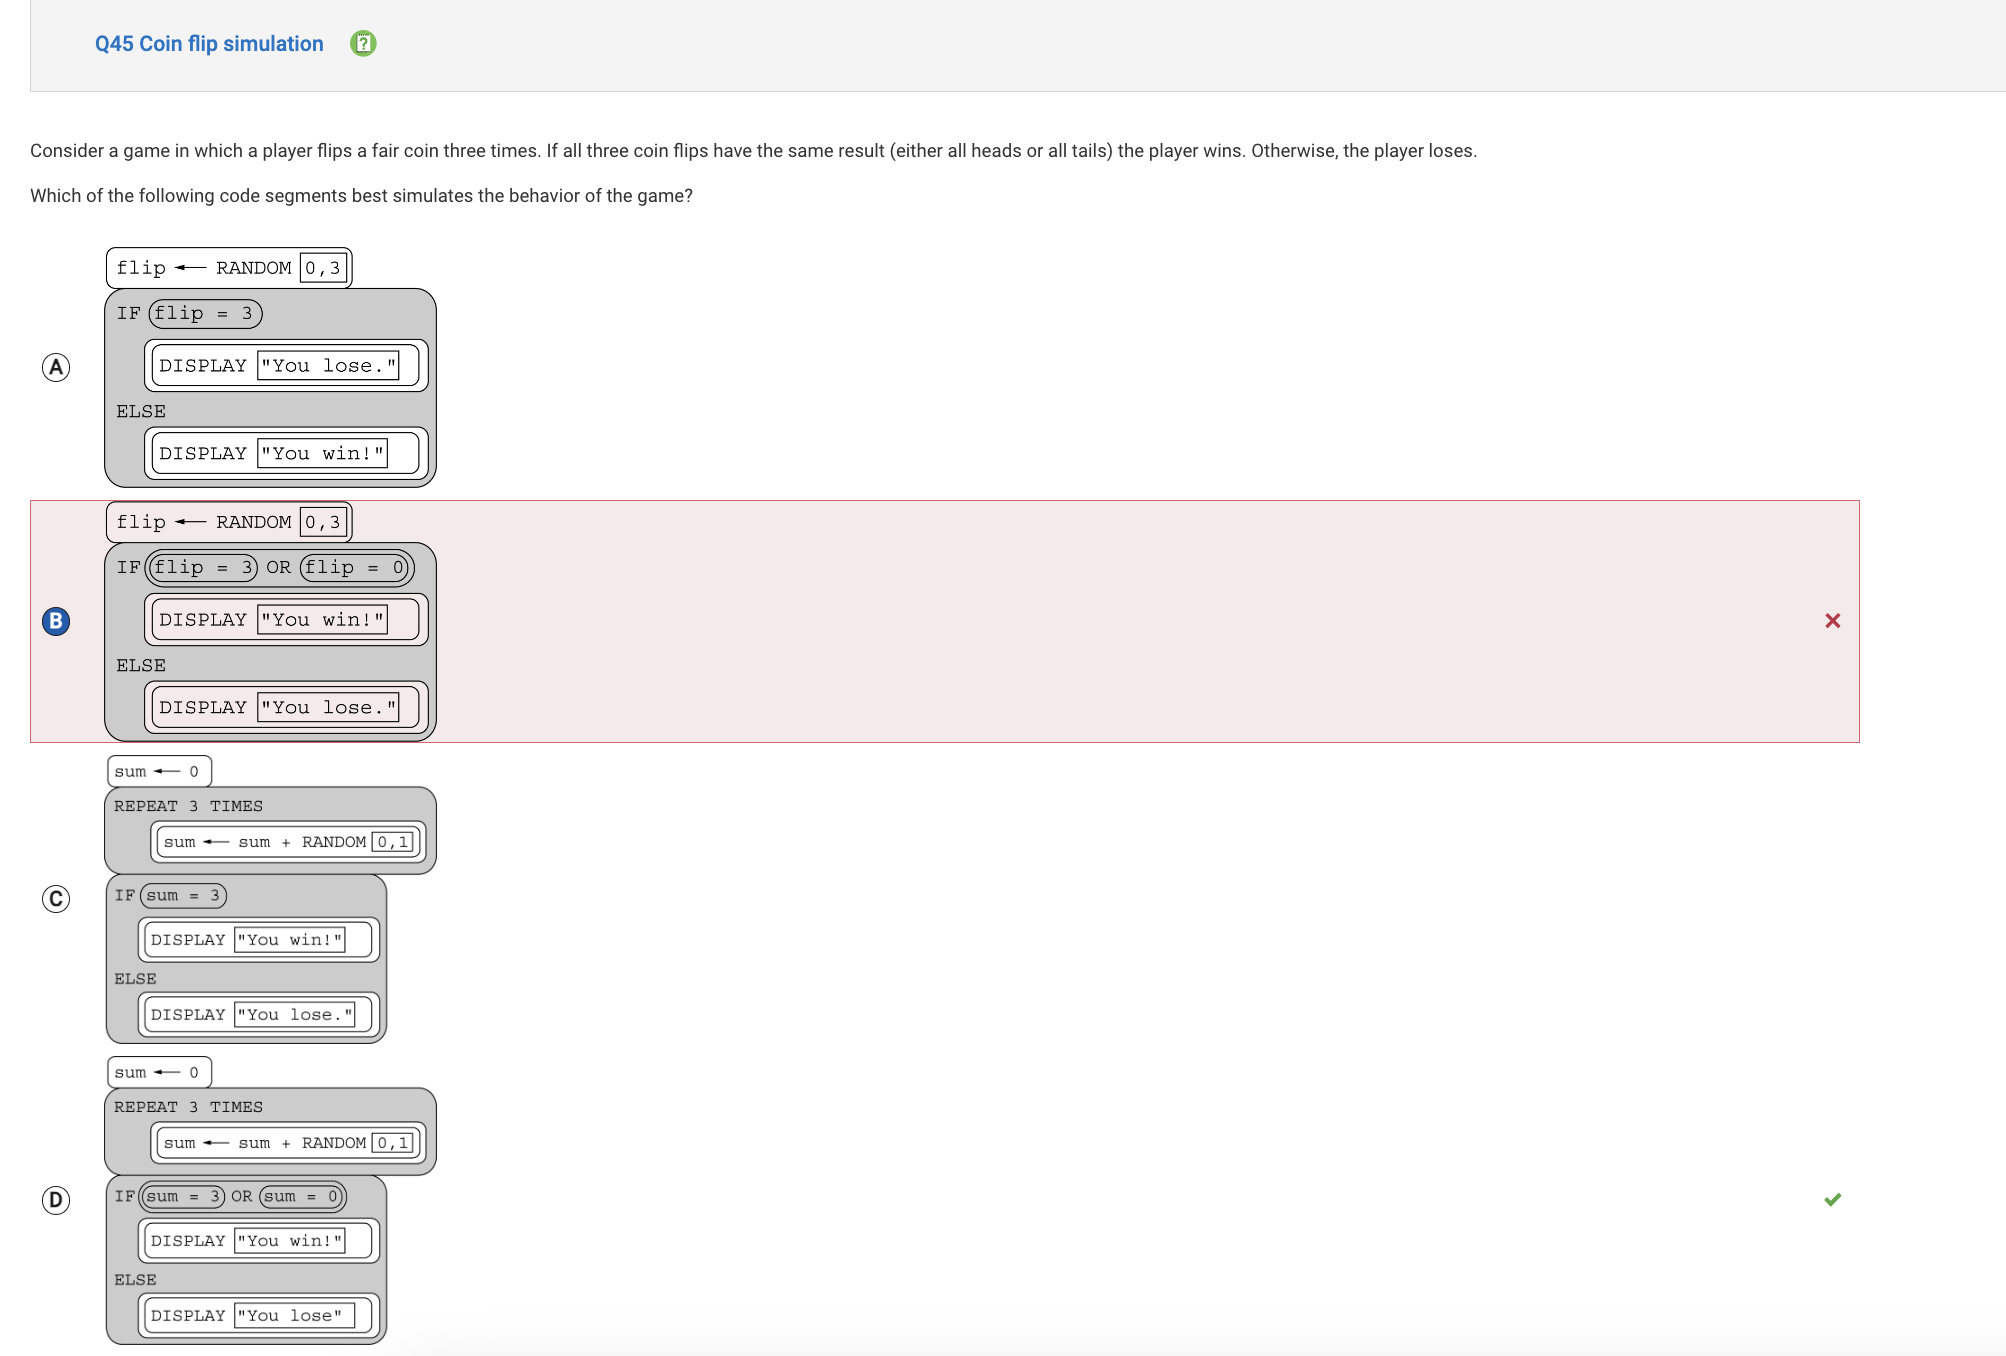 Q45 Coin flip simulation
Consider a game in which a player flips a fair coin three times. If all three coin flips have the same result (either all heads or all tails) the player wins. Otherwise, the player loses.
Which of the following code segments best simulates the behavior of the game?
A
flip ← RANDOM 0,3
IF flip = 3
DISPLAY "You lose."
ELSE
DISPLAY "You win!"
B
flip ← RANDOM 0,3
IF flip = 3 OR flip = 0
DISPLAY "You win!"
ELSE
DISPLAY "You lose."
C
sum ← 0
REPEAT 3 TIMES
sum ← sum + RANDOM 0,1
IF sum = 3
DISPLAY "You win!"
ELSE
DISPLAY "You lose."
D
sum ← 0
REPEAT 3 TIMES
sum ← sum + RANDOM 0,1
IF sum = 3 OR sum = 0
DISPLAY "You win!"
ELSE
DISPLAY "You lose"